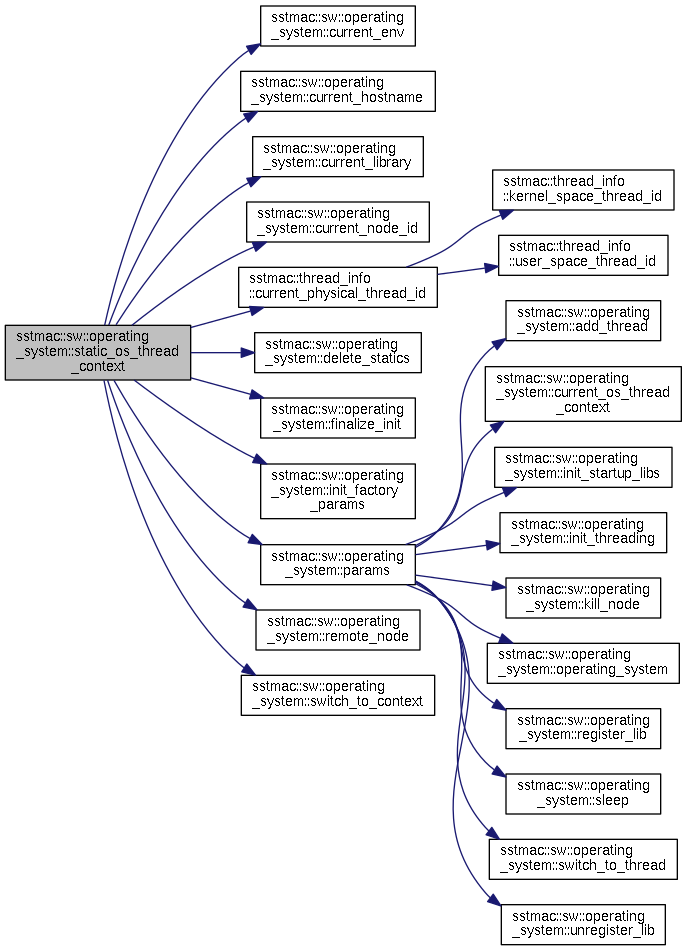 sstmac::sw::operating
_system::current_env
sstmac::sw::operating
_system::current_hostname
sstmac::sw::operating
_system::current_library
sstmac::sw::operating
_system::current_node_id
sstmac::thread_info
::current_physical_thread_id
sstmac::thread_info
::kernel_space_thread_id
sstmac::thread_info
::user_space_thread_id
sstmac::sw::operating
_system::static_os_thread
_context
sstmac::sw::operating
_system::delete_statics
sstmac::sw::operating
_system::finalize_init
sstmac::sw::operating
_system::init_factory
_params
sstmac::sw::operating
_system::params
sstmac::sw::operating
_system::remote_node
sstmac::sw::operating
_system::switch_to_context
sstmac::sw::operating
_system::add_thread
sstmac::sw::operating
_system::current_os_thread
_context
sstmac::sw::operating
_system::init_startup_libs
sstmac::sw::operating
_system::init_threading
sstmac::sw::operating
_system::kill_node
sstmac::sw::operating
_system::operating_system
sstmac::sw::operating
_system::register_lib
sstmac::sw::operating
_system::sleep
sstmac::sw::operating
_system::switch_to_thread
sstmac::sw::operating
_system::unregister_lib